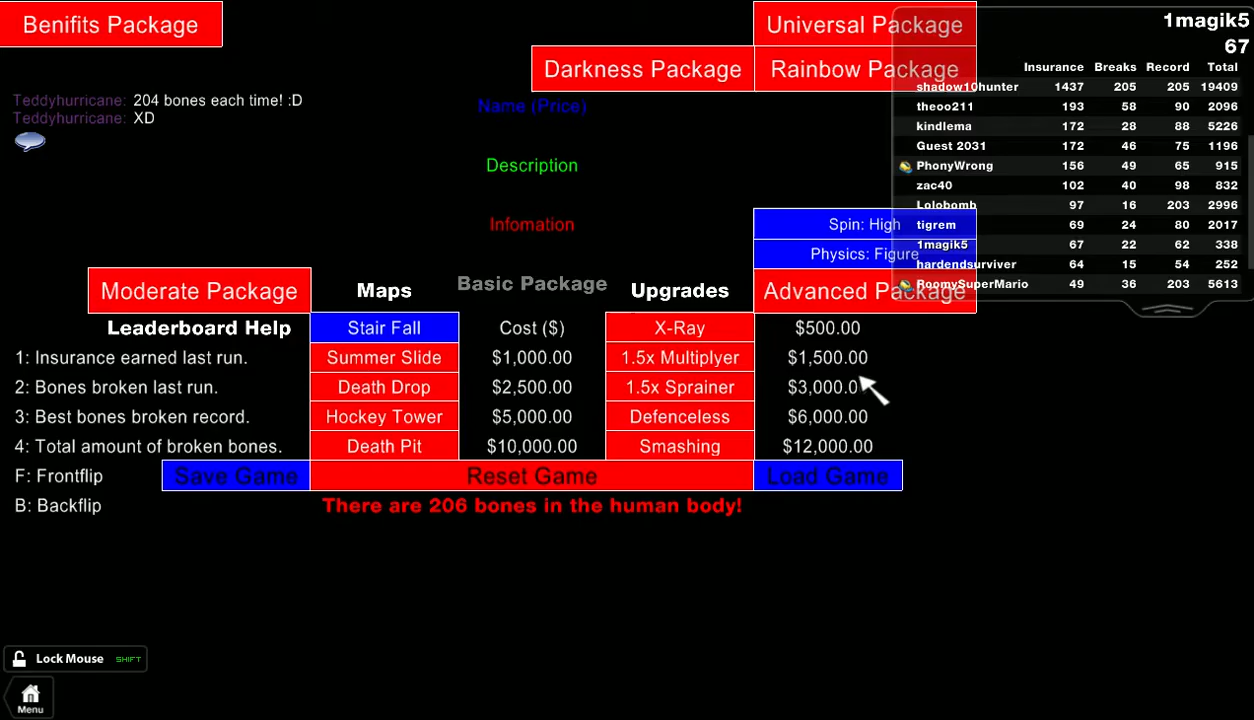 Benifits Package
Universal Package
Darkness Package
Rainbow Package
1magik5
67
Insurance Breaks Record Total
shadow10hunter 1437 205 205 19409
theoo211 193 58 90 2096
kindlema 172 28 88 5226
Guest 2031 172 46 75 1196
PhonyWrong 156 49 65 915
zac40 102 40 98 832
Lolobomb 97 16 203 2996
tigrem 69 24 80 2017
1magik5 67 22 62 338
hardendsurviver 64 15 54 252
RoomySuperMario 49 36 203 5613
Teddyhurricane: 204 bones each time! :D
Teddyhurricane: XD
Name (Price)
Description
Infomation
Spin: High
Physics: Figure
Moderate Package
Maps
Basic Package
Upgrades
Advanced Package
Leaderboard Help
Stair Fall Cost ($) X-Ray $500.00
1: Insurance earned last run.
Summer Slide $1,000.00 1.5x Multiplyer $1,500.00
2: Bones broken last run.
Death Drop $2,500.00 1.5x Sprainer $3,000.0
3: Best bones broken record.
Hockey Tower $5,000.00 Defenceless $6,000.00
4: Total amount of broken bones.
Death Pit $10,000.00 Smashing $12,000.00
F: Frontflip
Save Game Reset Game Load Game
B: Backflip
There are 206 bones in the human body!
Lock Mouse SHIFT
Menu